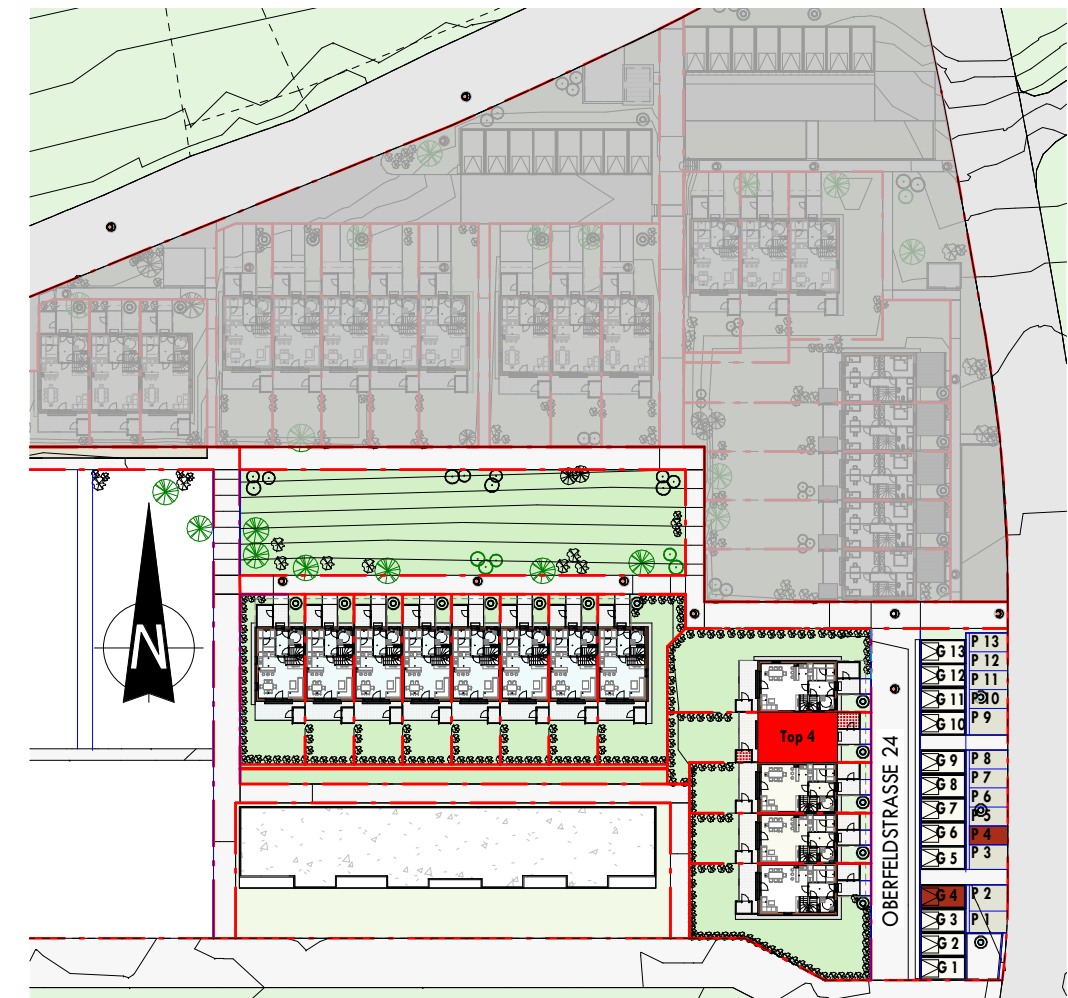 N
Top 4
OBERFELDSTRASSE 24
G 13
G 12
G 11
G 10
G 9
G 8
G 7
G 6
G 5
G 4
G 3
G 2
G 1
P 13
P 12
P 11
P 10
P 9
P 8
P 7
P 6
P 5
P 4
P 3
P 2
P 1